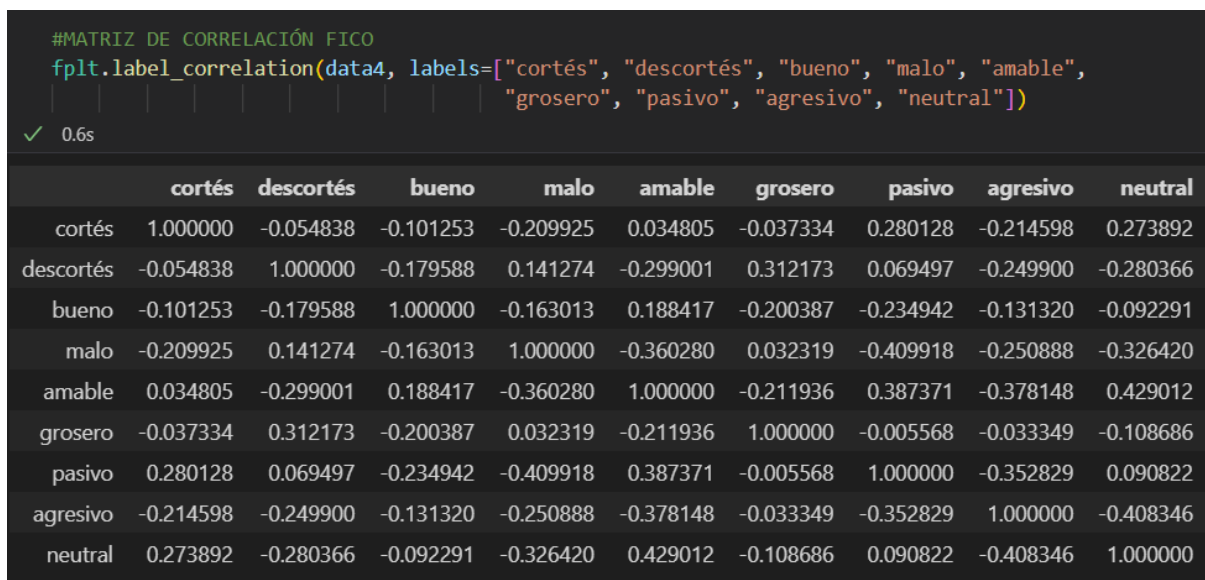 #MATRIZ DE CORRELACIÓN FICO
fplt.label_correlation(data4, labels=["cortés", "descortés", "bueno", "malo", "amable",
"grosero", "pasivo", "agresivo", "neutral"])
✓ 0.6s
cortés descortés bueno malo amable grosero pasivo agresivo neutral
cortés 1.000000 -0.054838 -0.101253 -0.209925 0.034805 -0.037334 0.280128 -0.214598 0.273892
descortés -0.054838 1.000000 -0.179588 0.141274 -0.299001 0.312173 0.069497 -0.249900 -0.280366
bueno -0.101253 -0.179588 1.000000 -0.163013 0.188417 -0.200387 -0.234942 -0.131320 -0.092291
malo -0.209925 0.141274 -0.163013 1.000000 -0.360280 0.032319 -0.409918 -0.250888 -0.326420
amable 0.034805 -0.299001 0.188417 -0.360280 1.000000 -0.211936 0.387371 -0.378148 0.429012
grosero -0.037334 0.312173 -0.200387 0.032319 -0.211936 1.000000 -0.005568 -0.033349 -0.108686
pasivo 0.280128 0.069497 -0.234942 -0.409918 0.387371 -0.005568 1.000000 -0.352829 0.090822
agresivo -0.214598 -0.249900 -0.131320 -0.250888 -0.378148 -0.033349 -0.352829 1.000000 -0.408346
neutral 0.273892 -0.280366 -0.092291 -0.326420 0.429012 -0.108686 0.090822 -0.408346 1.000000